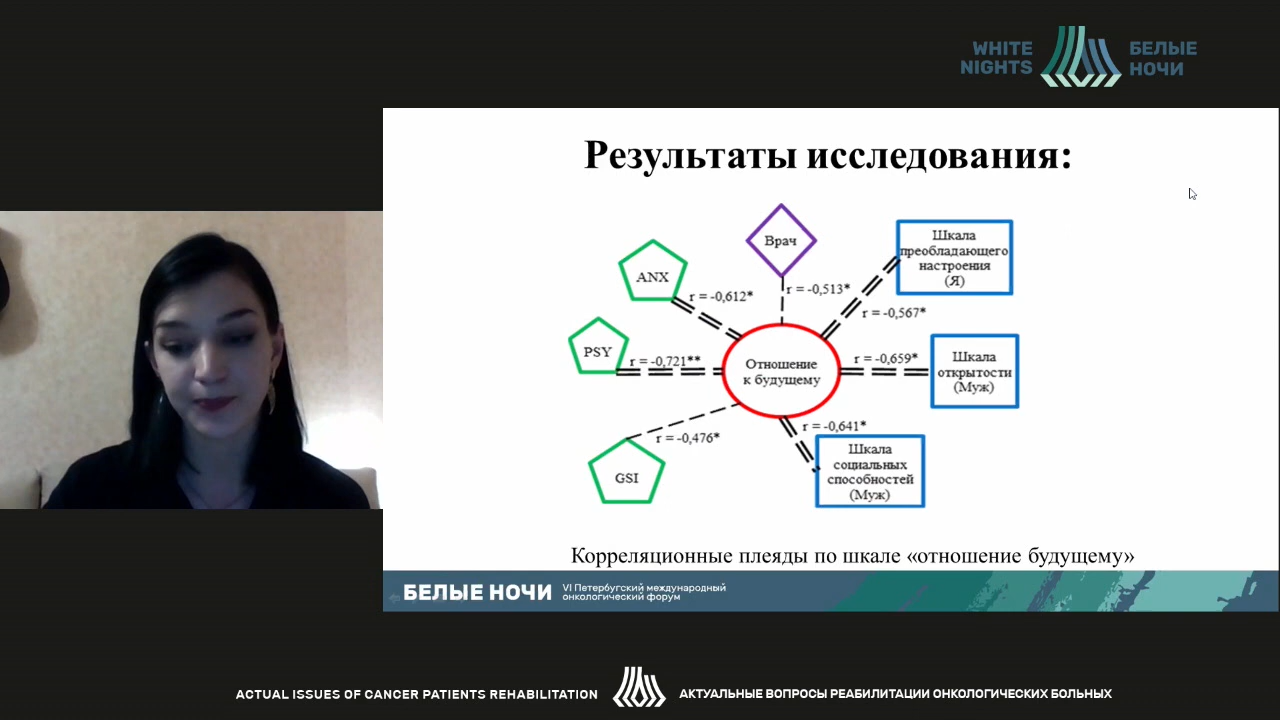 WHITE
NIGHTS
БЕЛЫЕ
НОЧИ
Результаты исследования:
Врач
Шкала
преобладающего
настроения
(Я)
ANX
r = -0,612*
r = -0,513*
r = -0,567*
PSY
r = -0,721**
Отношение
к будущему
r = -0,659*
Шкала
открытости
(Муж)
r = -0,476*
r = -0,641*
GSI
Шкала
социальных
способностей
(Муж)
Корреляционные плеяды по шкале «отношение будущему»
БЕЛЫЕ НОЧИ
VI Петербугский международный
онкологический форум
ACTUAL ISSUES OF CANCER PATIENTS REHABILITATION
АКТУАЛЬНЫЕ ВОПРОСЫ РЕАБИЛИТАЦИИ ОНКОЛОГИЧЕСКИХ БОЛЬНЫХ